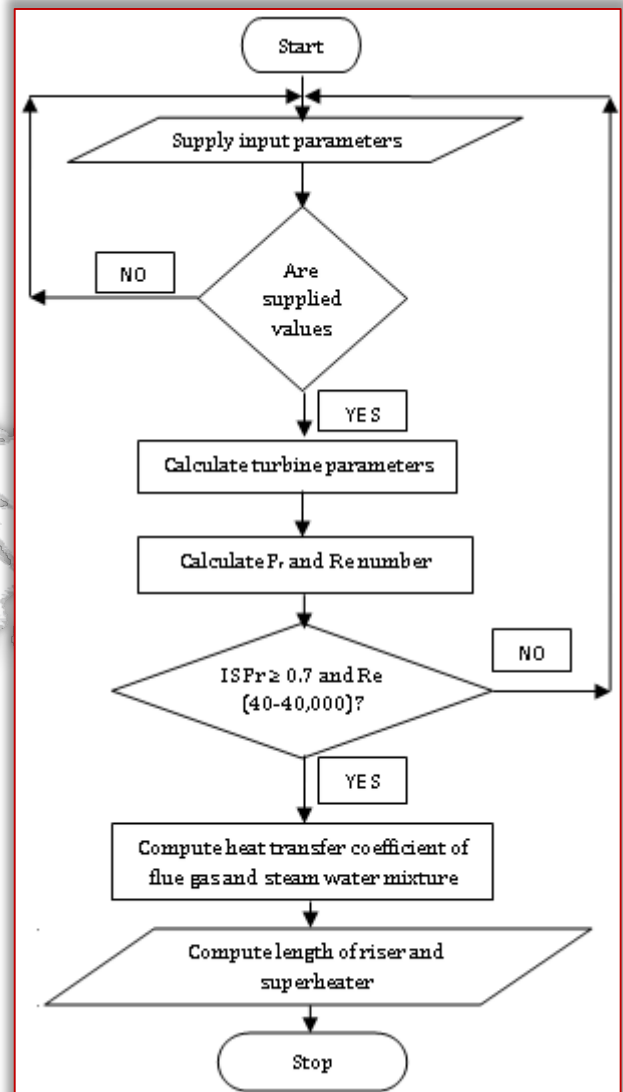 Start
Supply input parameters
Are
supplied
values
NO
YES
Calculate turbine parameters
Calculate Pr and Re number
IS Pr ≥ 0.7 and Re
(40-40,000)?
NO
YES
Compute heat transfer coefficient of
flue gas and steam water mixture
Compute length of riser and
superheater
Stop